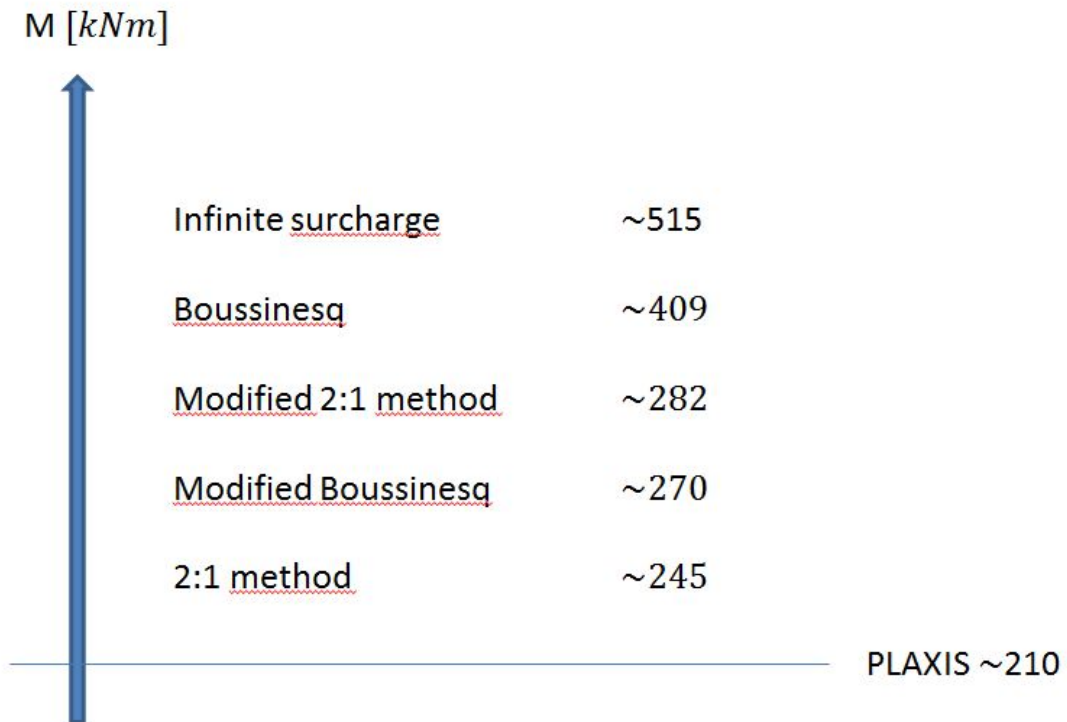 M [kNm]
Infinite surcharge ~515
Boussinesq ~409
Modified 2:1 method ~282
Modified Boussinesq ~270
2:1 method ~245
PLAXIS ~210